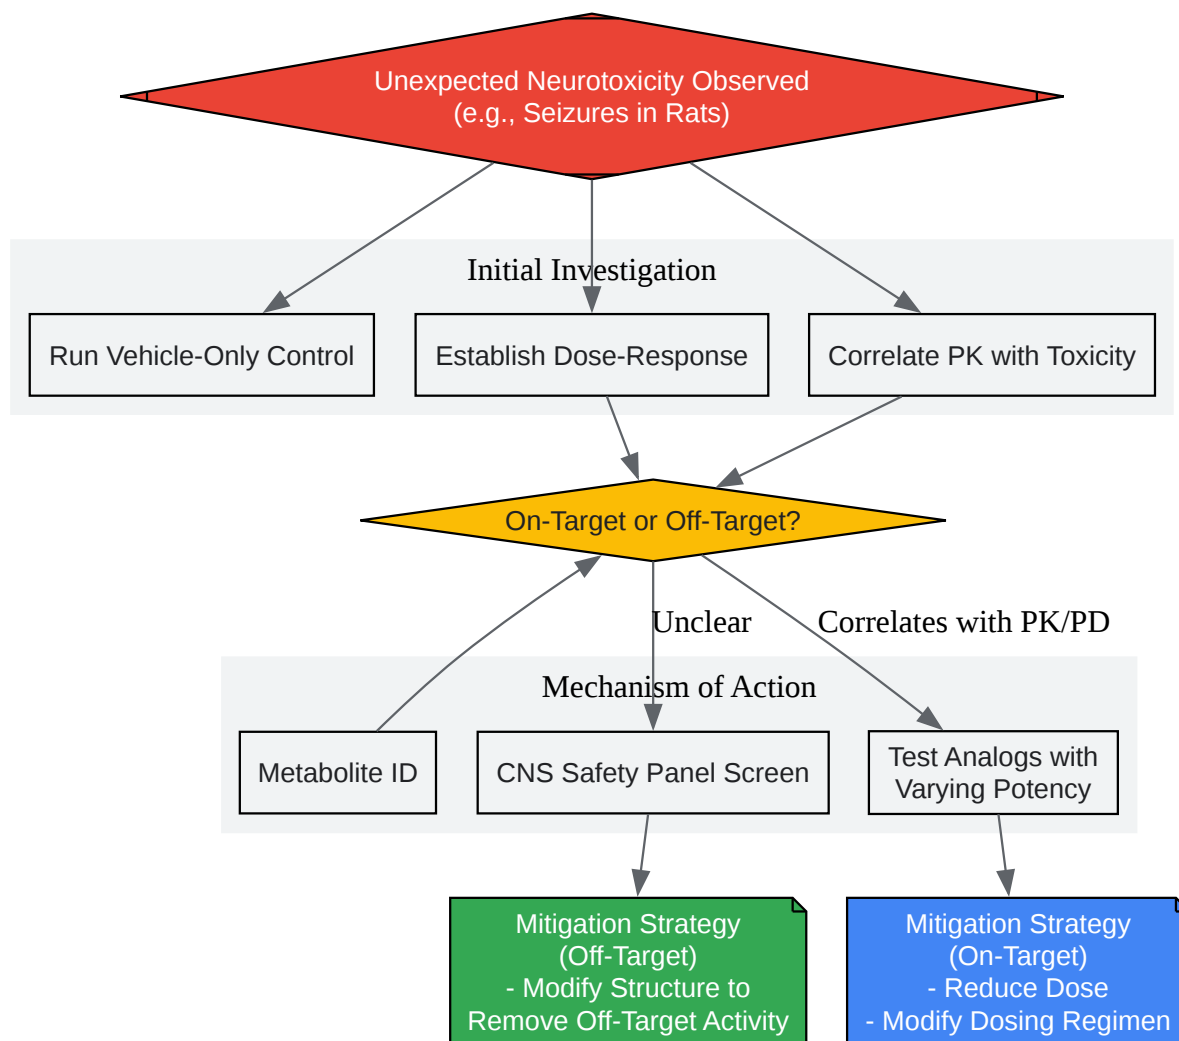 Unexpected Neurotoxicity Observed
(e.g., Seizures in Rats)
Initial Investigation
Run Vehicle-Only Control
Establish Dose-Response
Correlate PK with Toxicity
On-Target or Off-Target?
Unclear
Correlates with PK/PD
Mechanism of Action
Metabolite ID
CNS Safety Panel Screen
Test Analogs with
Varying Potency
Mitigation Strategy
(Off-Target)
- Modify Structure to
Remove Off-Target Activity
Mitigation Strategy
(On-Target)
- Reduce Dose
- Modify Dosing Regimen